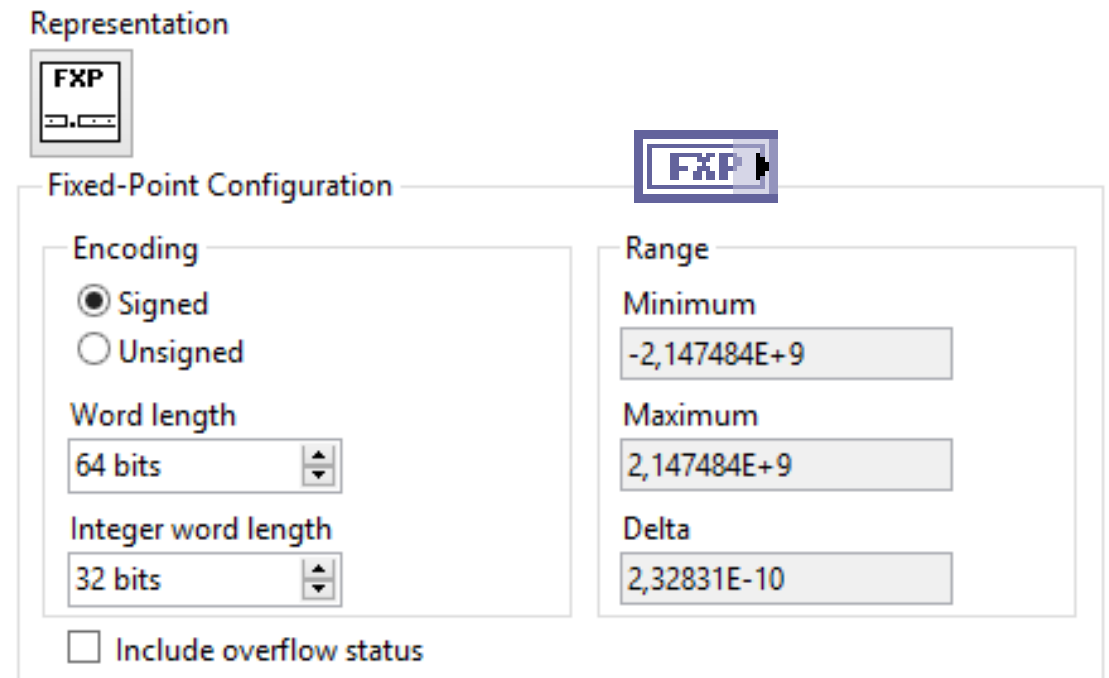 Representation
FXP
FXP
Fixed-Point Configuration
Encoding
Signed
Unsigned
Word length
64 bits
Integer word length
32 bits
Include overflow status
Range
Minimum
-2,147484E+9
Maximum
2,147484E+9
Delta
2,32831E-10